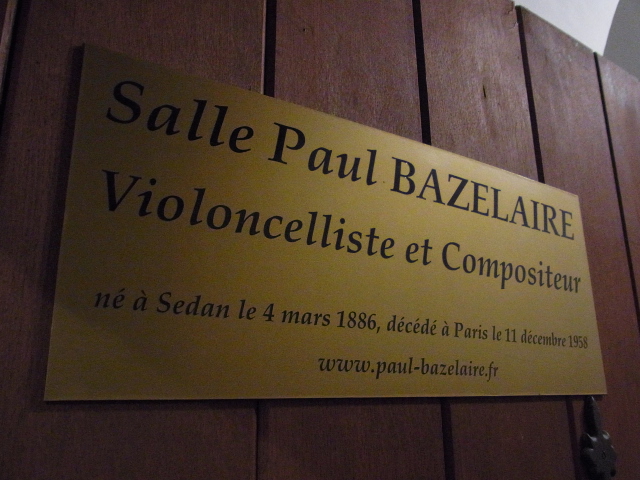 Salle Paul BAZELAIRE
Violoncelliste et Compositeur
né à Sedan le 4 mars 1886, décédé à Paris le 11 décembre 1958
www.paul-bazelaire.fr